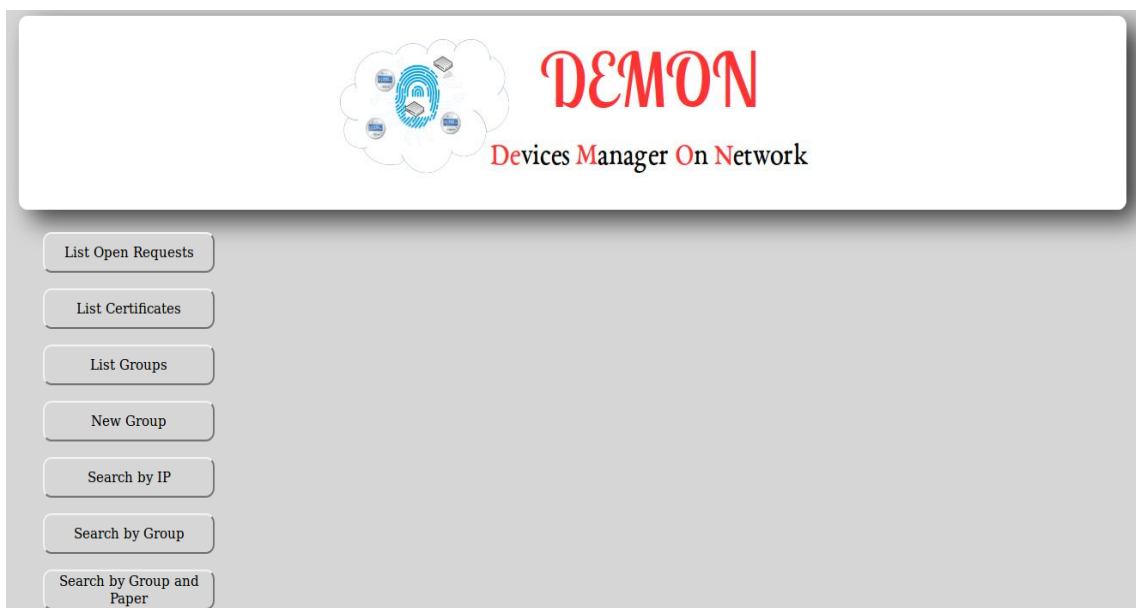 DEMON
Devices Manager On Network
List Open Requests
List Certificates
List Groups
New Group
Search by IP
Search by Group
Search by Group and
Paper